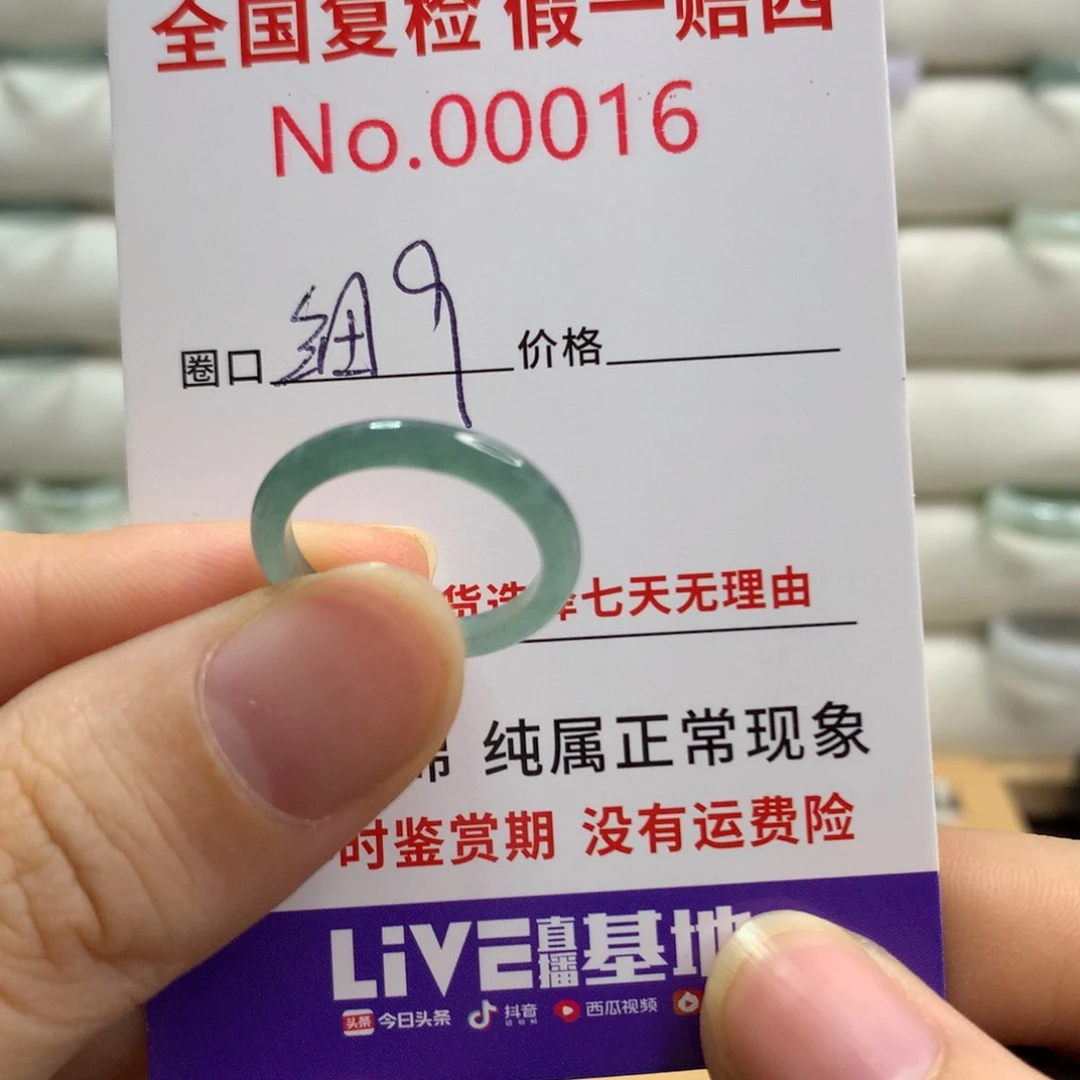 全国复检 假一赔四
No.00016
圈口 细9 价格
货选择七天无理由
纯属正常现象
时鉴赏期 没有运费险
LiVE直播基地
头条 今日头条 抖音 西瓜视频